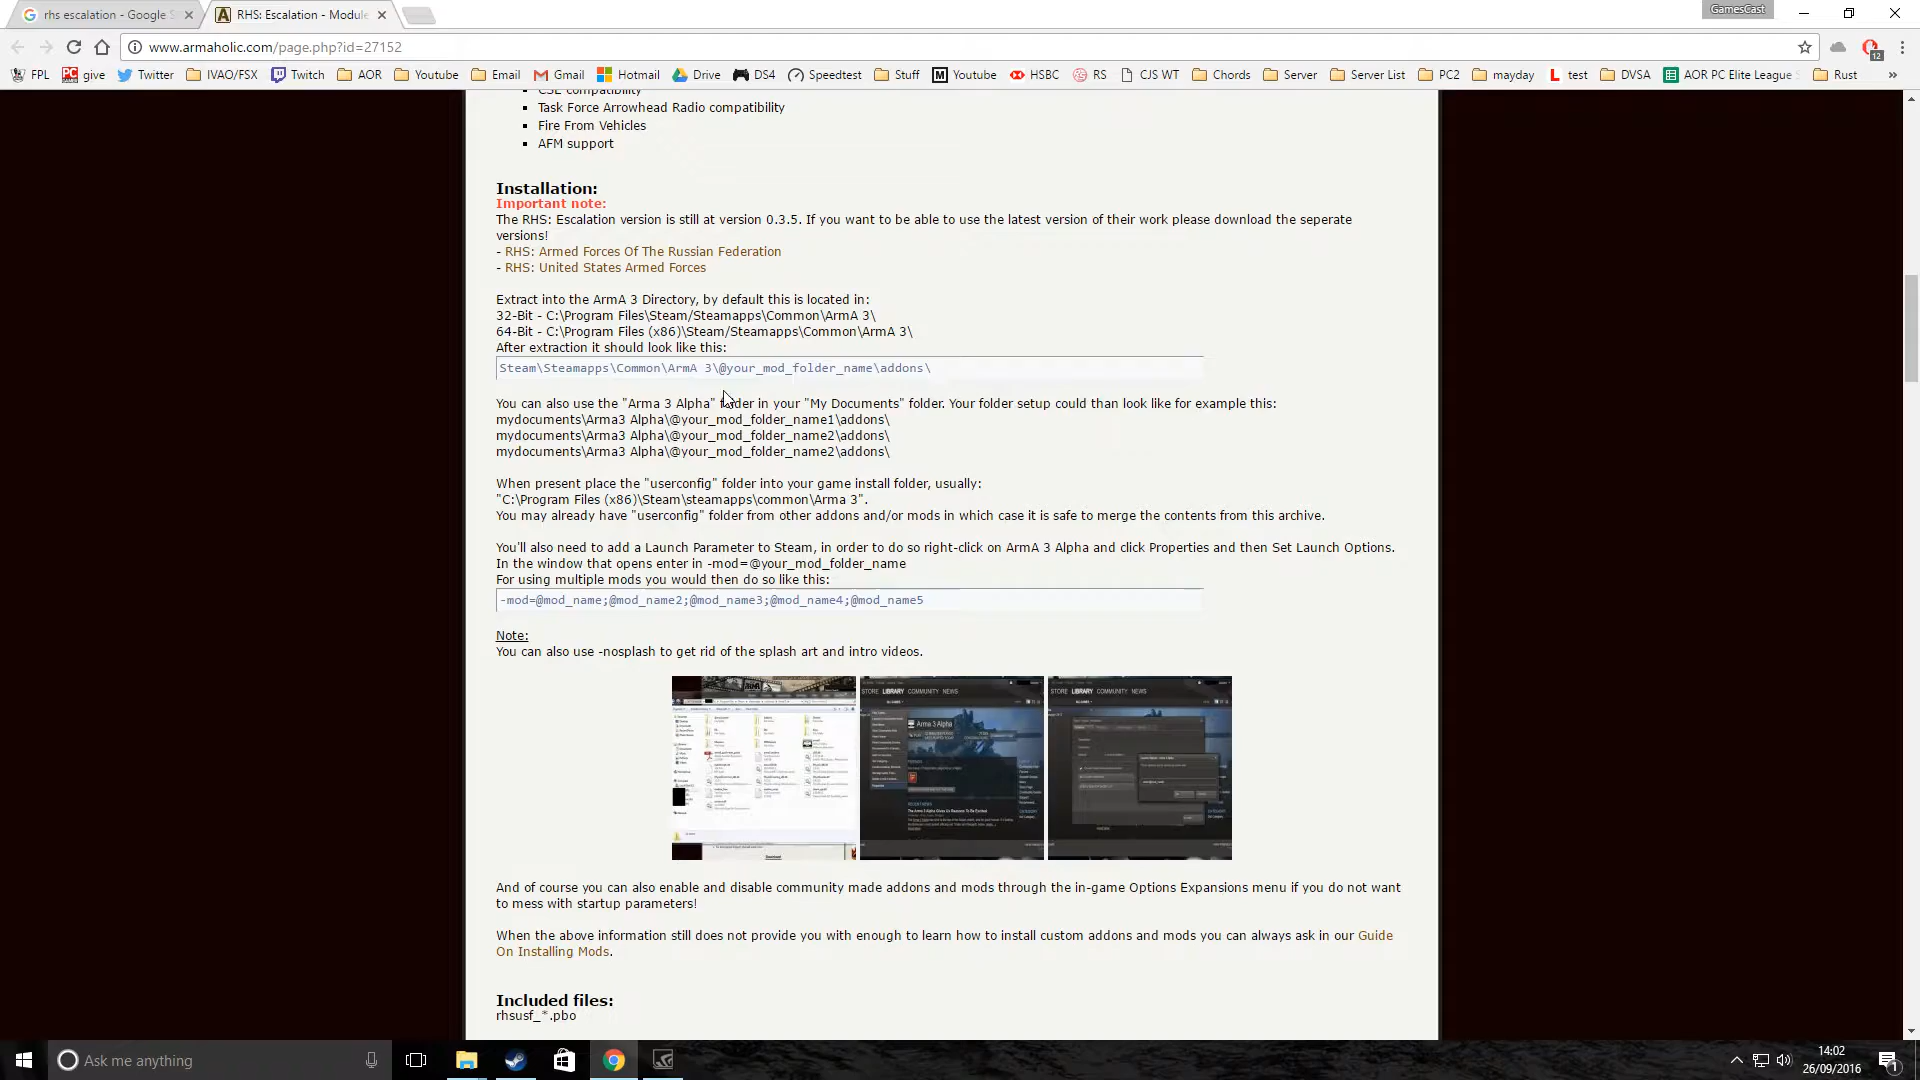 rhs escalation - Google S
RHS: Escalation - Module
GamesCast
www.armaholic.com/page.php?id=27152
12
FPL
give
Twitter
IVAO/FSX
Twitch
AOR
Youtube
Email
Gmail
Hotmail
Drive
DS4
Speedtest
Stuff
Youtube
HSBC
RS
CJS WT
Chords
Server
Server List
PC2
mayday
test
DVSA
AOR PC Elite League
Rust
»
CSE compatibility
Task Force Arrowhead Radio compatibility
Fire From Vehicles
AFM support
Installation:
Important note:
The RHS: Escalation version is still at version 0.3.5. If you want to be able to use the latest version of their work please download the seperate
versions!
- RHS: Armed Forces Of The Russian Federation
- RHS: United States Armed Forces
Extract into the ArmA 3 Directory, by default this is located in:
32-Bit - C:\Program Files\Steam/Steamapps\Common\ArmA 3\
64-Bit - C:\Program Files (x86)\Steam/Steamapps\Common\ArmA 3\
After extraction it should look like this:
Steam\Steamapps\Common\ArmA 3\@your_mod_folder_name\addons\
You can also use the "Arma 3 Alpha" folder in your "My Documents" folder. Your folder setup could than look like for example this:
mydocuments\Arma3 Alpha\@your_mod_folder_name1\addons\
mydocuments\Arma3 Alpha\@your_mod_folder_name2\addons\
mydocuments\Arma3 Alpha\@your_mod_folder_name2\addons\
When present place the "userconfig" folder into your game install folder, usually:
"C:\Program Files (x86)\Steam\steamapps\common\Arma 3".
You may already have "userconfig" folder from other addons and/or mods in which case it is safe to merge the contents from this archive.
You'll also need to add a Launch Parameter to Steam, in order to do so right-click on ArmA 3 Alpha and click Properties and then Set Launch Options.
In the window that opens enter in -mod=@your_mod_folder_name
For using multiple mods you would then do so like this:
-mod=@mod_name;@mod_name2;@mod_name3;@mod_name4;@mod_name5
Note:
You can also use -nosplash to get rid of the splash art and intro videos.
STORE LIBRARY COMMUNITY NEWS
STORE LIBRARY COMMUNITY NEWS
Arma 3 Alpha
And of course you can also enable and disable community made addons and mods through the in-game Options Expansions menu if you do not want
to mess with startup parameters!
When the above information still does not provide you with enough to learn how to install custom addons and mods you can always ask in our Guide
On Installing Mods.
Included files:
rhsusf_*.pbo
Ask me anything
14:02
26/09/2016
1